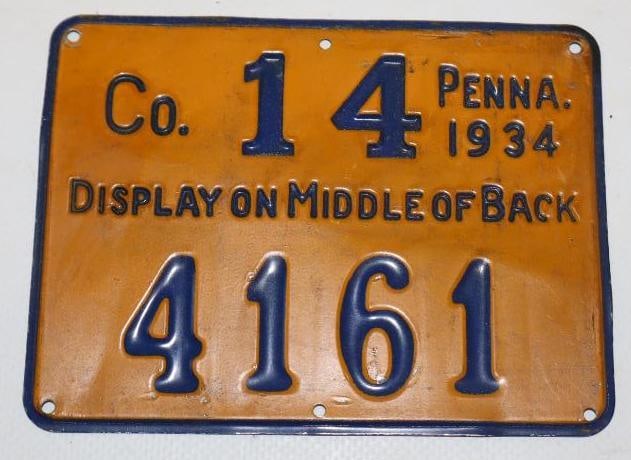 Co. 14 PENNA.
1934
DISPLAY ON MIDDLE OF BACK
4161